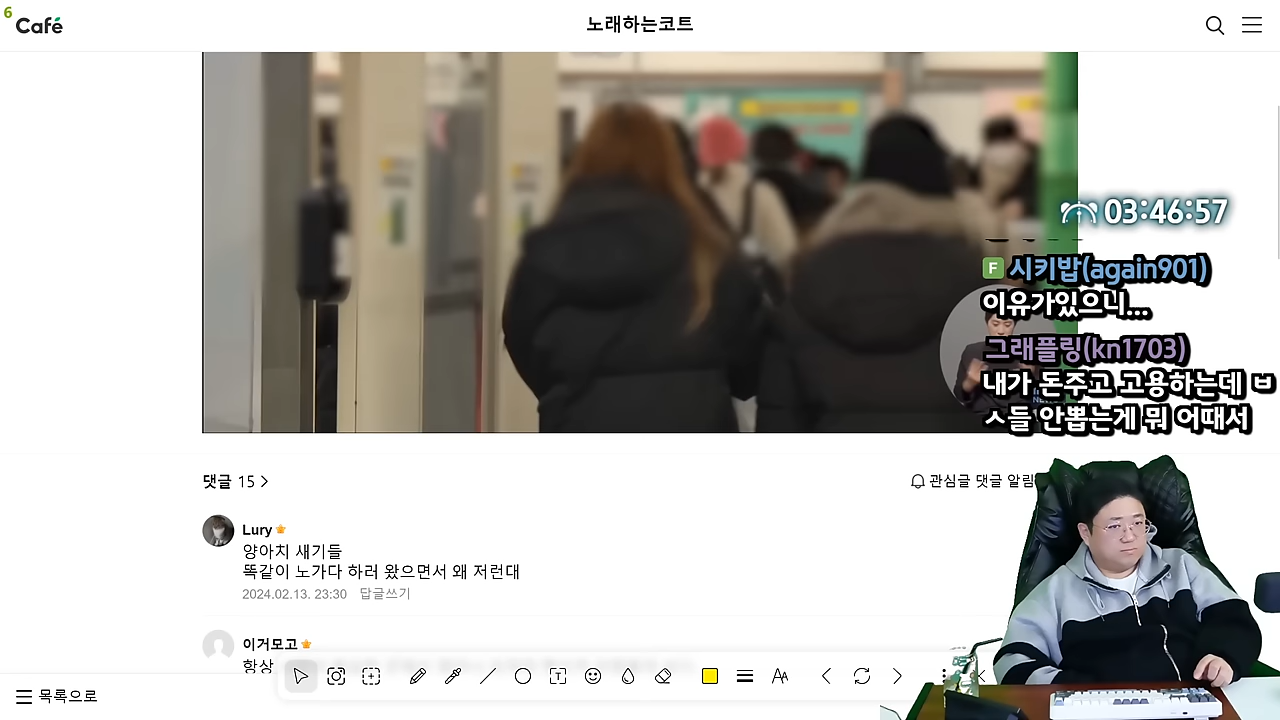 6
Café
노래하는코트
03:46:57
F 시키밥(again901)
이유가있으니...
그래플링(kn1703)
내가 돈주고 고용하는데 ㅂ
ㅅ들 안뽑는게 뭐 어때서
댓글 15
관심글 댓글 알림
Lury
양아치 새기들
똑같이 노가다 하러 왔으면서 왜 저런대
2024.02.13. 23:30 답글쓰기
이거모고
항상
목록으로